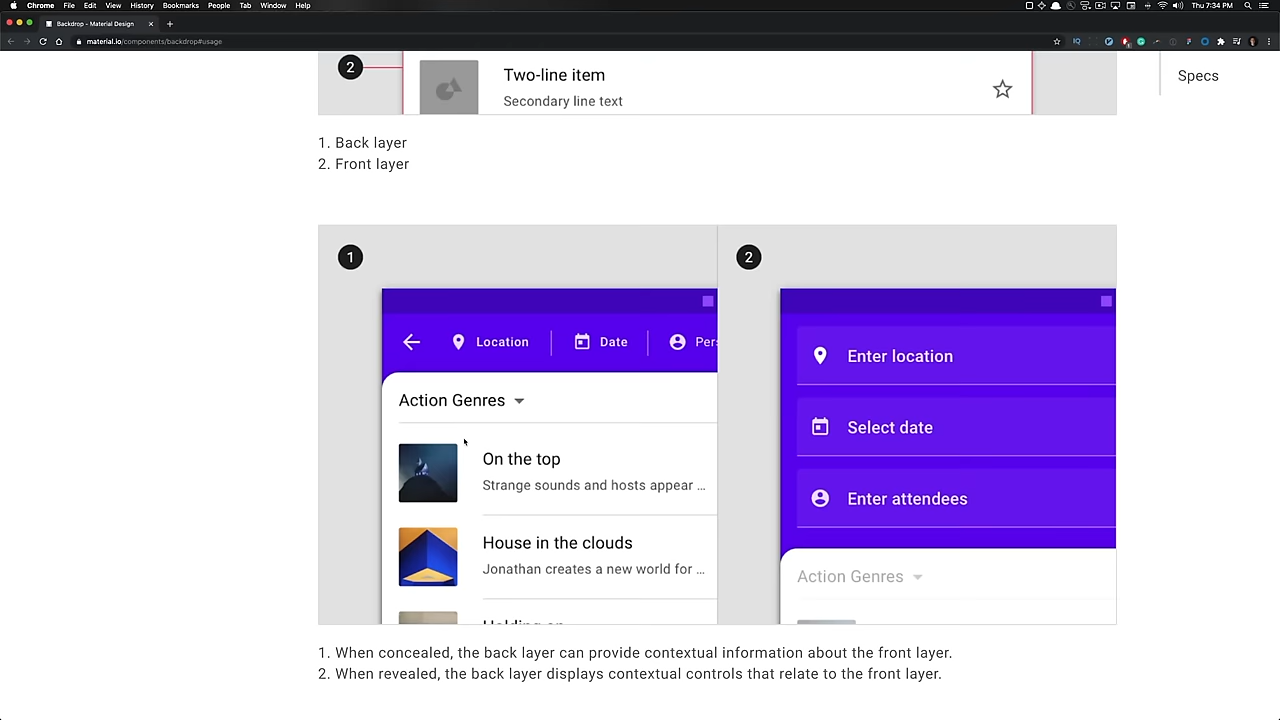 Chrome File Edit View History Bookmarks People Tab Window Help Thu 7:34 PM
Backdrop - Material Design
material.io/components/backdrop#usage
2
Two-line item
Secondary line text
Specs
1. Back layer
2. Front layer
1
2
Location
Date
Pers
Enter location
Select date
Enter attendees
Action Genres
On the top
Strange sounds and hosts appear ...
House in the clouds
Jonathan creates a new world for ...
Action Genres
1. When concealed, the back layer can provide contextual information about the front layer.
2. When revealed, the back layer displays contextual controls that relate to the front layer.